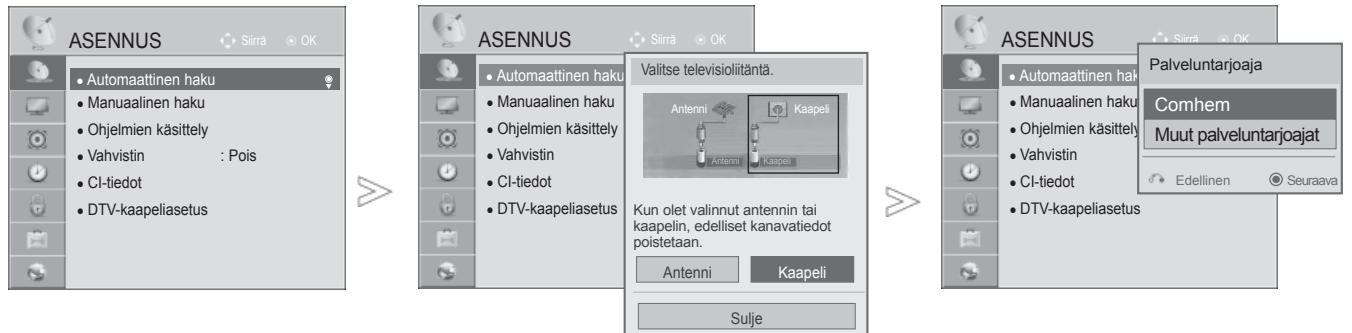 ASENNUS
Siirrä OK
• Automaattinen haku
• Manuaalinen haku
• Ohjelmien käsittely
• Vahvistin : Pois
• CI-tiedot
• DTV-kaapeliasetus
ASENNUS
Siirrä OK
• Automaattinen haku
• Manuaalinen haku
• Ohjelmien käsittely
• Vahvistin
• CI-tiedot
• DTV-kaapeliasetus
Valitse televisioliitäntä.
Antenni Kaapeli
Antenni Kaapeli
Kun olet valinnut antennin tai
kaapelin, edelliset kanavatiedot
poistetaan.
Antenni Kaapeli
Sulje
ASENNUS
Siirrä OK
• Automaattinen hak
• Manuaalinen haku
• Ohjelmien käsittely
• Vahvistin
• CI-tiedot
• DTV-kaapeliasetus
Palveluntarjoaja
Comhem
Muut palveluntarjoajat
Edellinen Seuraava